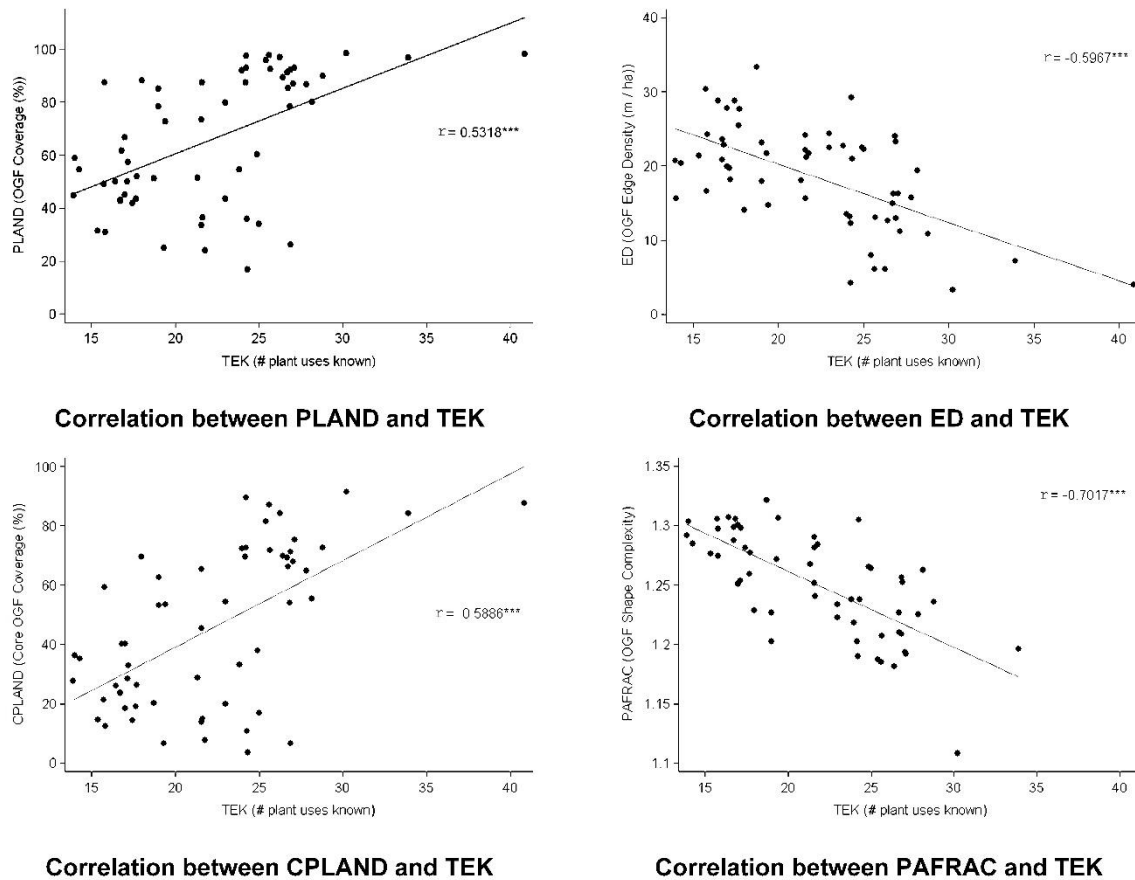 100
80
60
40
20
0
PLAND (OGF Coverage (%))
r = 0.5318***
15 20 25 30 35 40
TEK (# plant uses known)
Correlation between PLAND and TEK
40
30
20
10
0
ED (OGF Edge Density (m / ha))
r = -0.5967***
15 20 25 30 35 40
TEK (# plant uses known)
Correlation between ED and TEK
100
80
60
40
20
0
CPLAND (Core OGF Coverage (%))
r = 0.5886***
15 20 25 30 35 40
TEK (# plant uses known)
Correlation between CPLAND and TEK
1.35
1.3
1.25
1.2
1.15
1.1
PAFRAC (OGF Shape Complexity)
r = -0.7017***
15 20 25 30 35 40
TEK (# plant uses known)
Correlation between PAFRAC and TEK